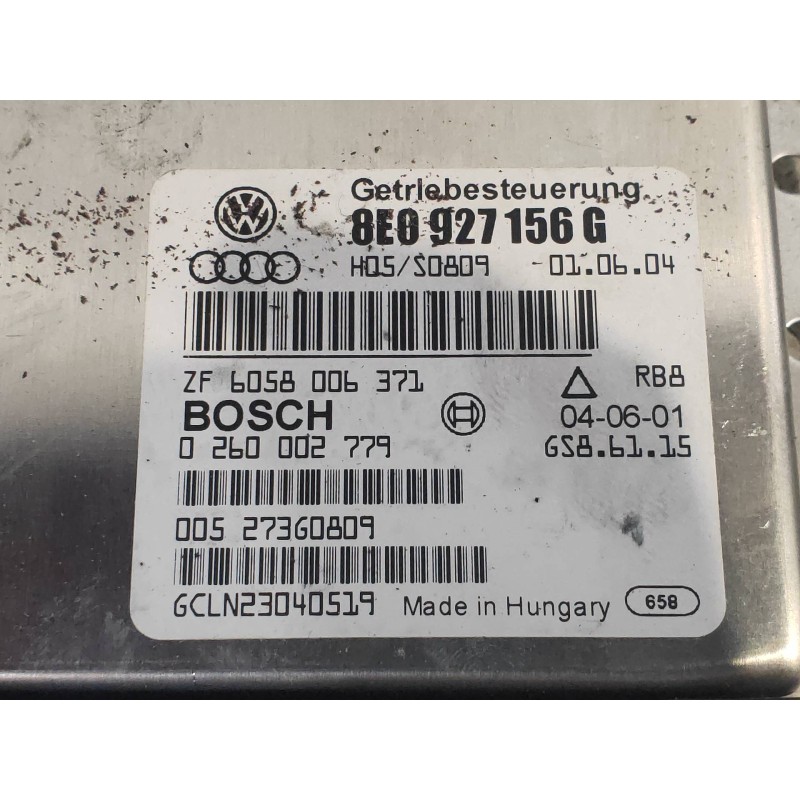 Getriebesteuerung
8E0 927 156 G
H05/S0809 01.06.04
ZF 6058 006 371 RB8
BOSCH 04-06-01
0 260 002 779 GS8.61.15
005 27360809
GCLN23040519 Made in Hungary 658